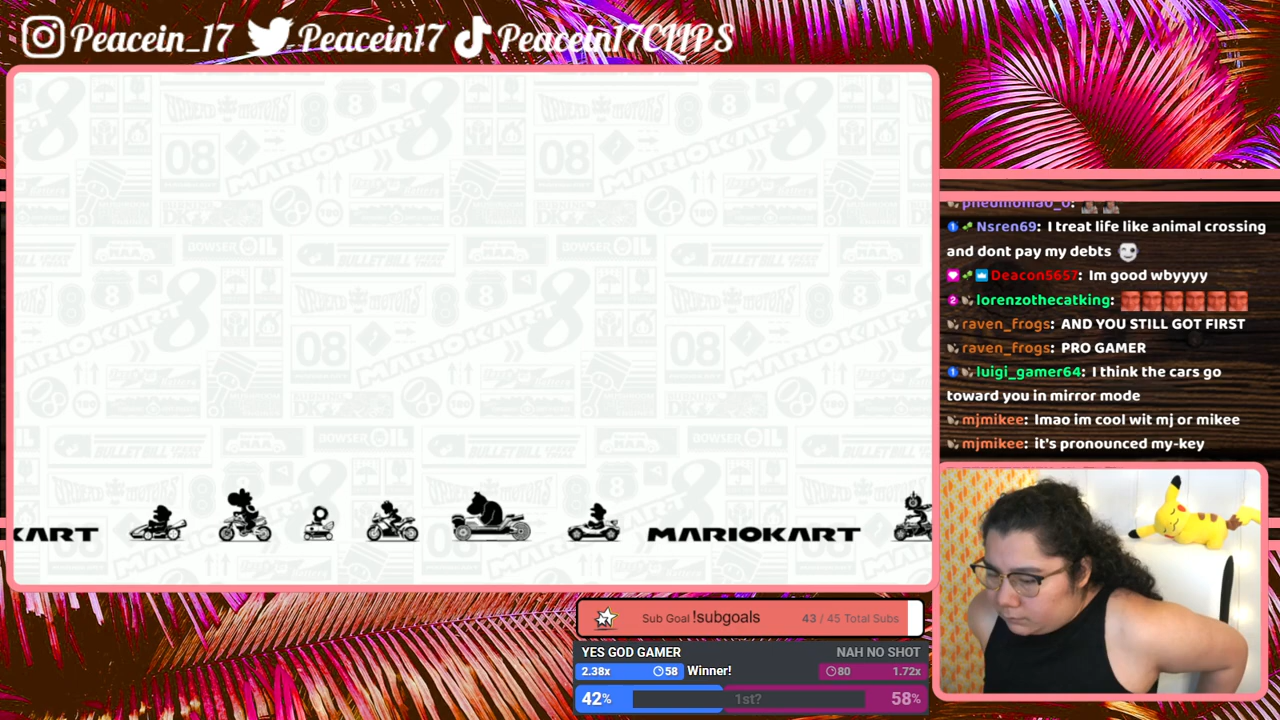 Peacein_17 Peacein17 Peacein17ClIPS
Nsren69: I treat life like animal crossing
and dont pay my debts
Deacon5657: Im good wbyyyy
lorenzothecatking:
raven_frogs: AND YOU STILL GOT FIRST
raven_frogs: PRO GAMER
luigi_gamer64: I think the cars go
toward you in mirror mode
mjmikee: lmao im cool wit mj or mikee
mjmikee: it's pronounced my-key
KART MARIOKART
Sub Goal !subgoals 43 / 45 Total Subs
YES GOD GAMER NAH NO SHOT
2.38x 58 Winner! 80 1.72x
42% 1st? 58%